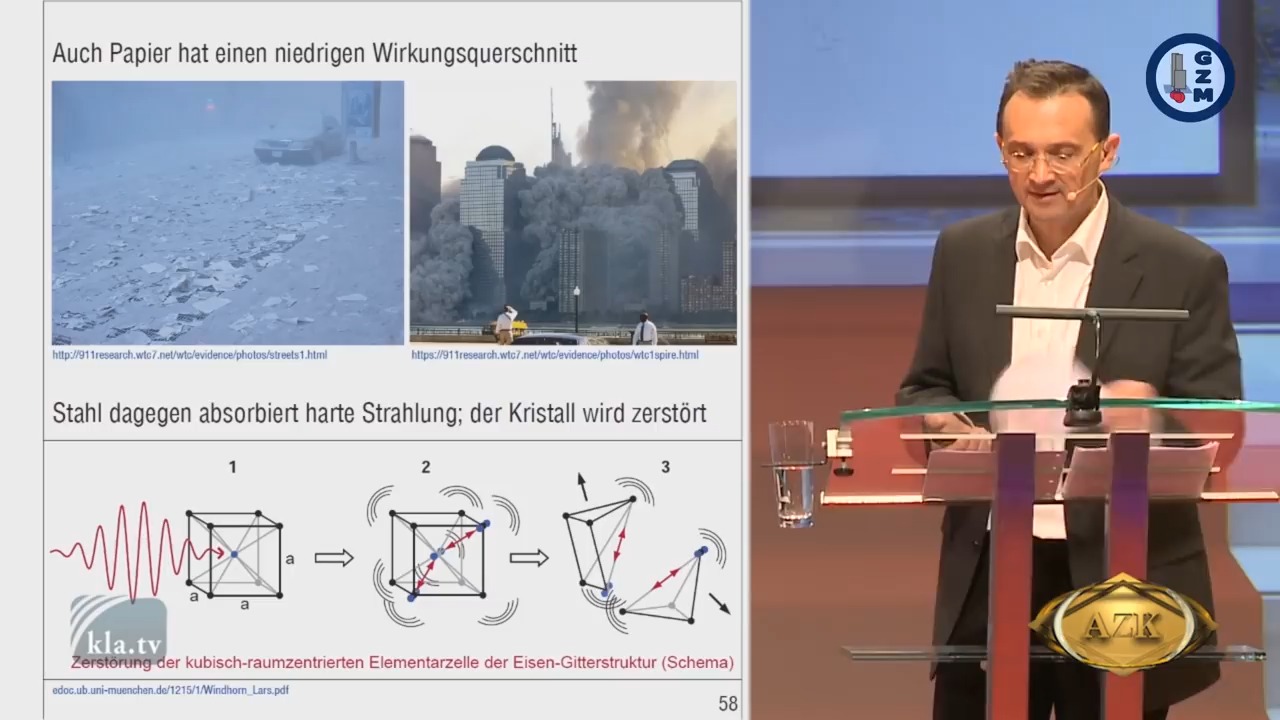 Auch Papier hat einen niedrigen Wirkungsquerschnitt
http://911research.wtc7.net/wtc/evidence/photos/streets1.html
https://911research.wtc7.net/wtc/evidence/photos/wtc1spire.html
Stahl dagegen absorbiert harte Strahlung; der Kristall wird zerstört
1
2
3
a
a
a
kla.tv
Zerstörung der kubisch-raumzentrierten Elementarzelle der Eisen-Gitterstruktur (Schema)
edoc.ub.uni-muenchen.de/1215/1/Windhorn_Lars.pdf
58
G
Z
M
AZK